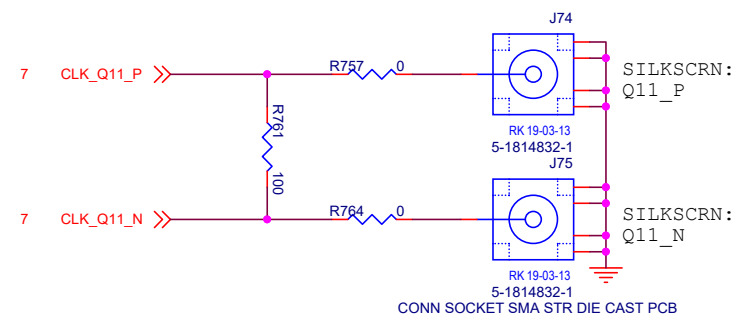 J74
7 CLK_Q11_P R757 0 SILKSCRN:
Q11_P
R761
100
RK 19-03-13
5-1814832-1
J75
7 CLK_Q11_N R764 0 SILKSCRN:
Q11_N
RK 19-03-13
5-1814832-1
CONN SOCKET SMA STR DIE CAST PCB